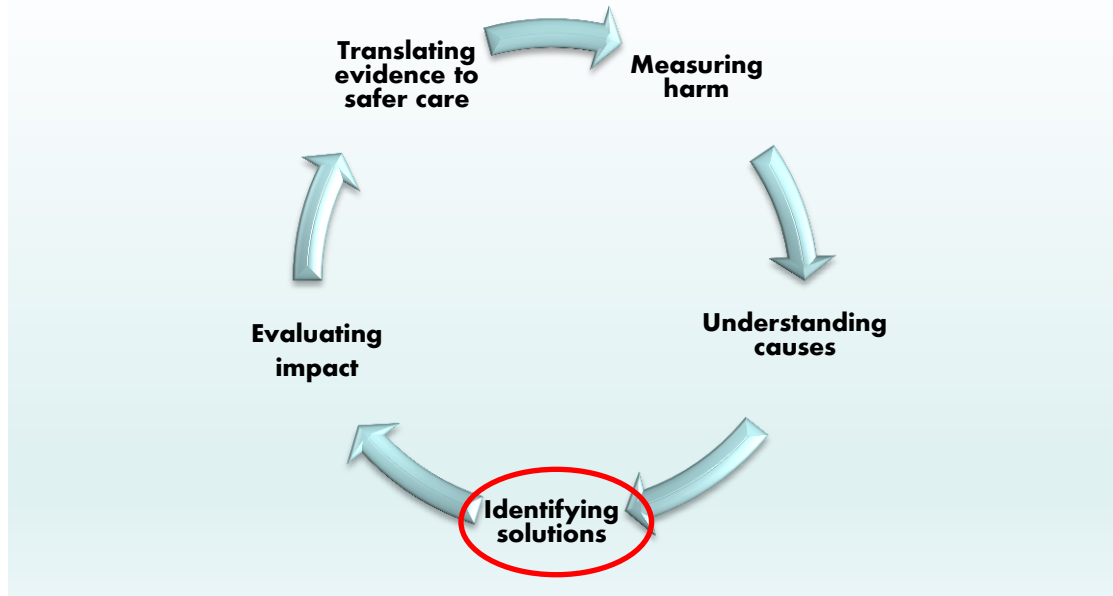 Translating
evidence to
safer care
Measuring
harm
Understanding
causes
Identifying
solutions
Evaluating
impact